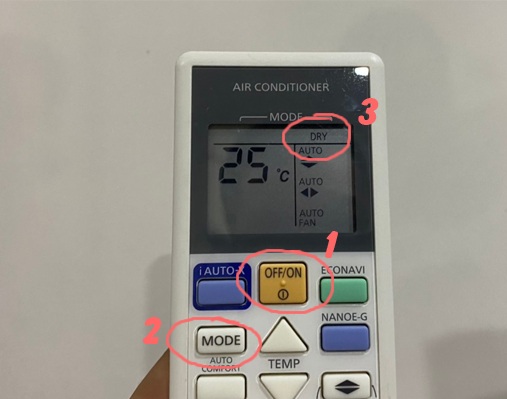 AIR CONDITIONER
MODE
3
DRY
25 °C
AUTO
AUTO
AUTO
FAN
1
i AUTO-X
OFF/ON
ECONAVI
2
MODE
NANOE-G
AUTO
COMFORT
TEMP